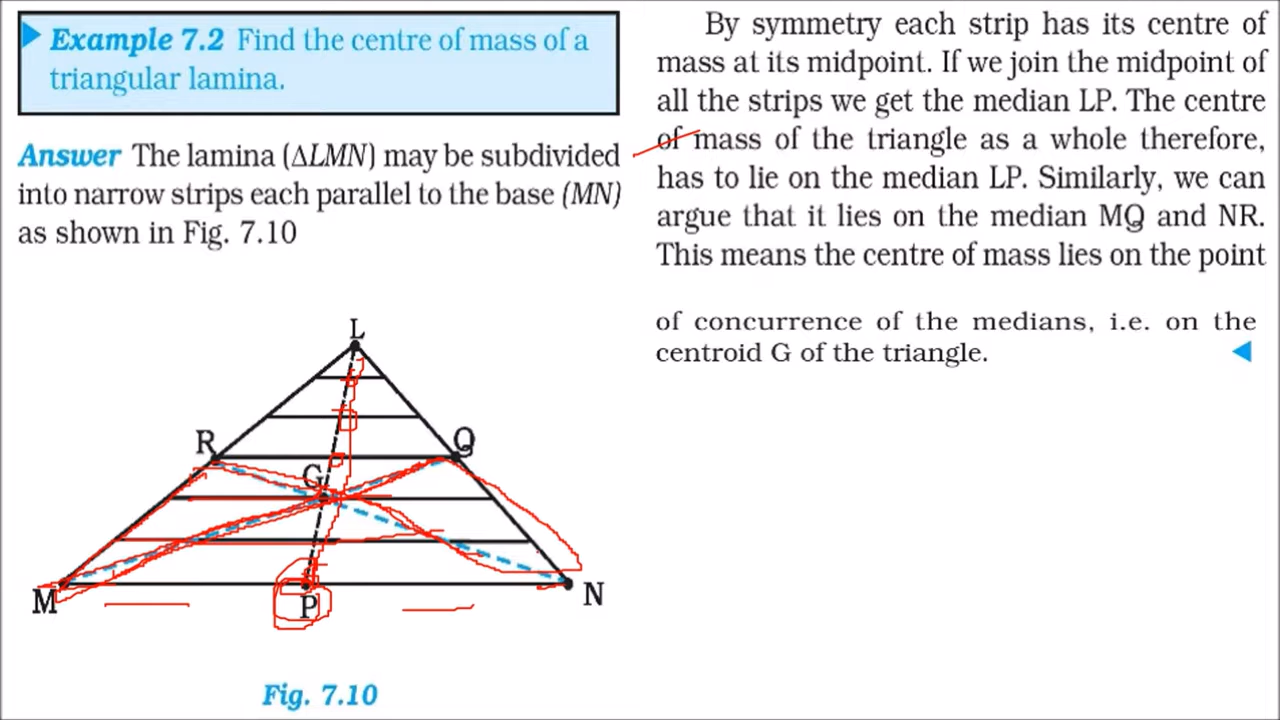 Example 7.2 Find the centre of mass of a
triangular lamina.
Answer The lamina (ΔLMN) may be subdivided
into narrow strips each parallel to the base (MN)
as shown in Fig. 7.10
L
R
Q
G
M
P
N
Fig. 7.10
By symmetry each strip has its centre of
mass at its midpoint. If we join the midpoint of
all the strips we get the median LP. The centre
of mass of the triangle as a whole therefore,
has to lie on the median LP. Similarly, we can
argue that it lies on the median MQ and NR.
This means the centre of mass lies on the point
of concurrence of the medians, i.e. on the
centroid G of the triangle.